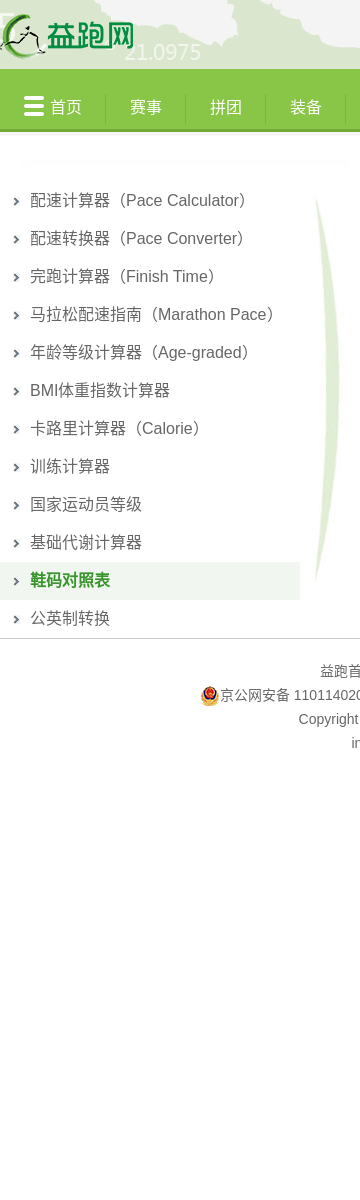 益跑网
21.0975
首页 赛事 拼团 装备
配速计算器（Pace Calculator）
配速转换器（Pace Converter）
完跑计算器（Finish Time）
马拉松配速指南（Marathon Pace）
年龄等级计算器（Age-graded）
BMI体重指数计算器
卡路里计算器（Calorie）
训练计算器
国家运动员等级
基础代谢计算器
鞋码对照表
公英制转换
益跑首
京公网安备 110114020
Copyright
in